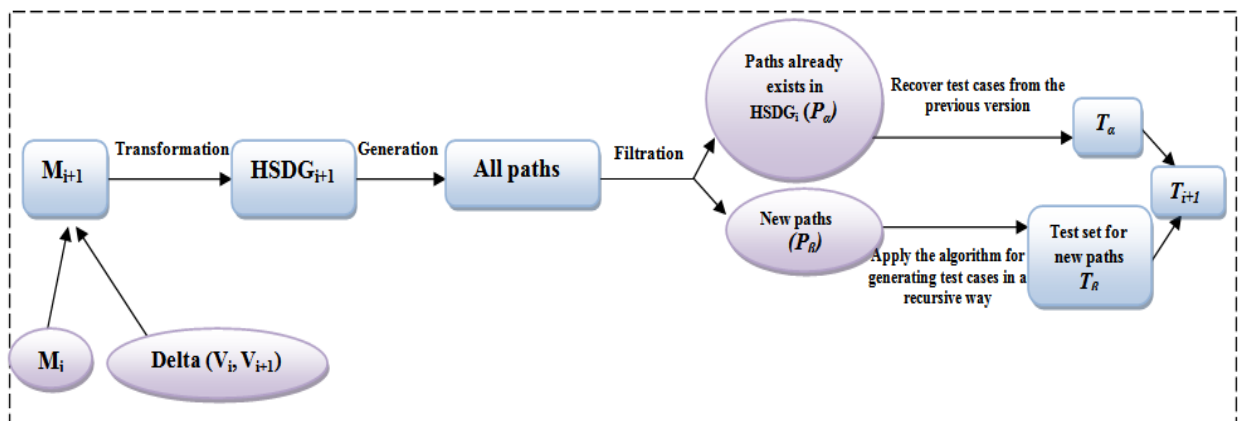 Paths already
exists in
HSDGi (Pα)
Recover test cases from the
previous version
Tα
Mi+1
Transformation
HSDGi+1
Generation
All paths
Filtration
Ti+1
New paths
(Pß)
Apply the algorithm for
generating test cases in a
recursive way
Test set for
new paths
Tß
Mi
Delta (Vi, Vi+1)